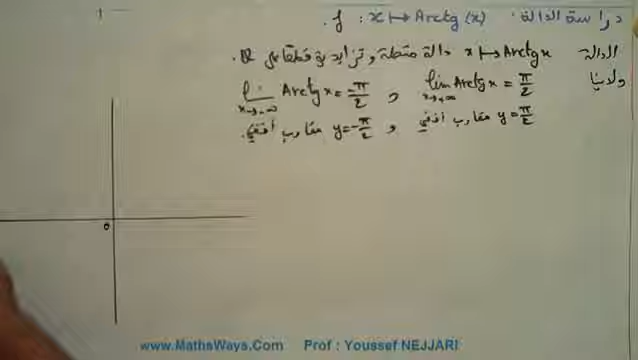 دراسة الدالة f : x ↦ Arctg (x) .
الدالة x ↦ Arctg x دالة متصلة وتزايدية قطعا على ℝ.
ولدينا lim Arctg x = π/2 و lim Arctg x = -π/2
x→+∞ x→-∞
y = π/2 مقارب أفقي و y = -π/2 مقارب أفقي.
0
www.MathsWays.Com Prof : Youssef NEJJARI